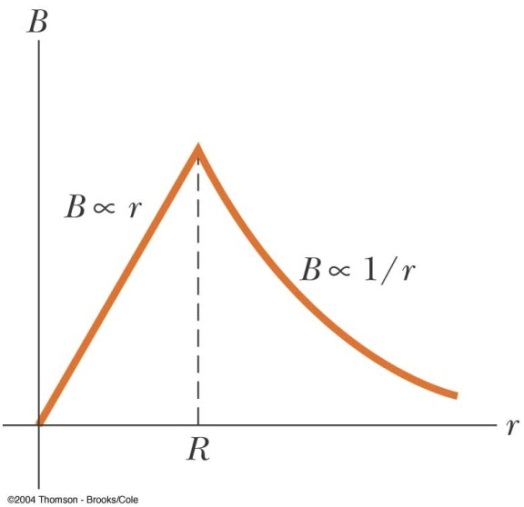 B
B ∝ r
B ∝ 1/r
r
R
©2004 Thomson - Brooks/Cole